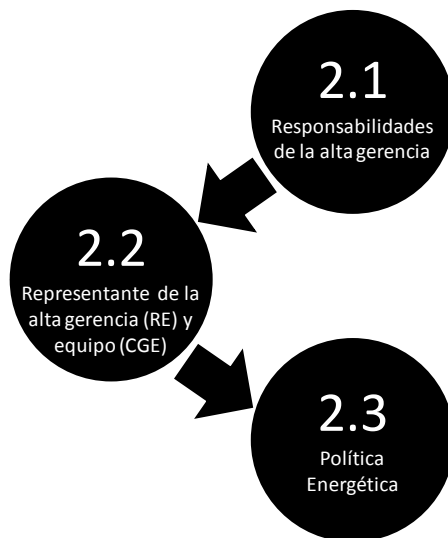 2.1
Responsabilidades
de la alta gerencia
2.2
Representante de la
alta gerencia (RE) y
equipo (CGE)
2.3
Política
Energética